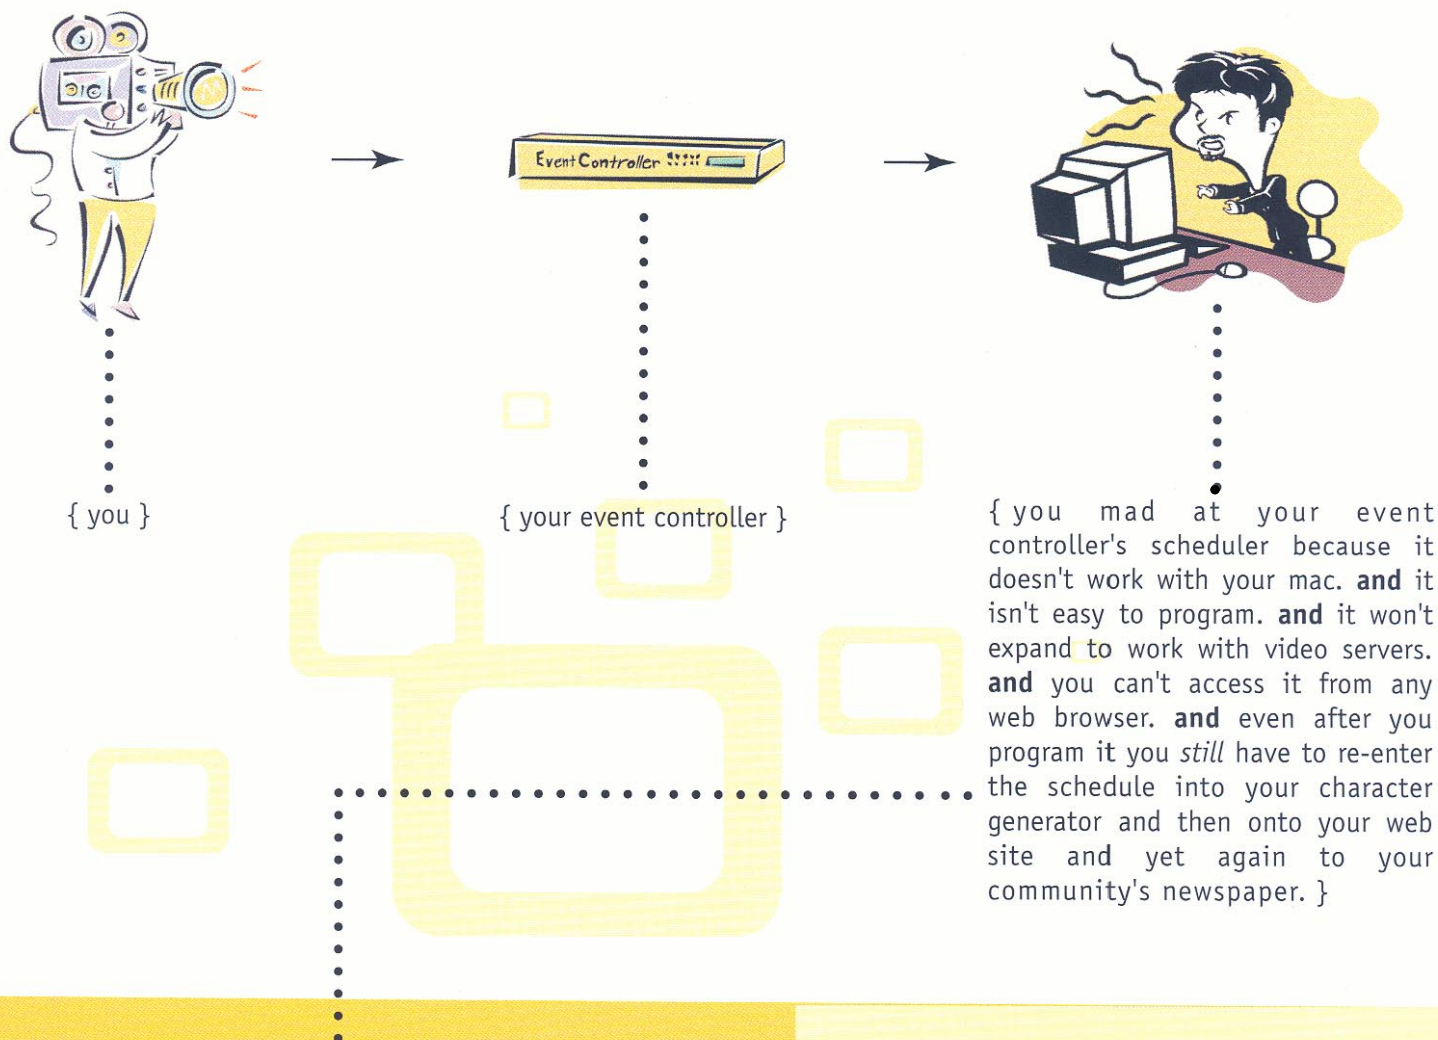 EventController
{ you }
{ your event controller }
{ you mad at your event
controller's scheduler because it
doesn't work with your mac. and it
isn't easy to program. and it won't
expand to work with video servers.
and you can't access it from any
web browser. and even after you
program it you still have to re-enter
the schedule into your character
generator and then onto your web
site and yet again to your
community's newspaper. }